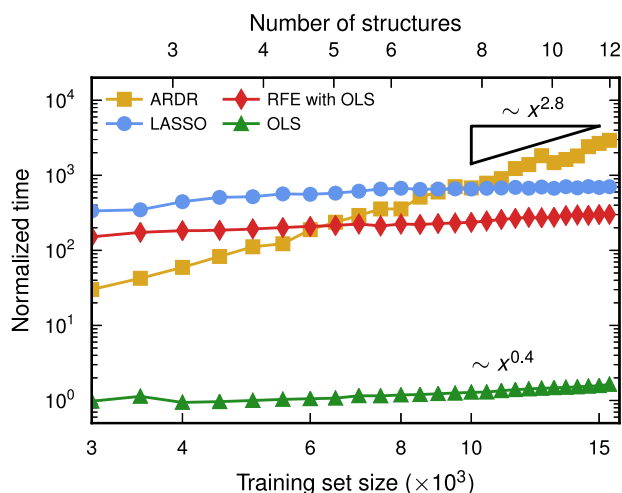 Number of structures
3 4 5 6 8 10 12
ARDR RFE with OLS
LASSO OLS
~ x^2.8
~ x^0.4
Normalized time
10^4
10^3
10^2
10^1
10^0
3 4 6 8 10 15
Training set size (×10^3)